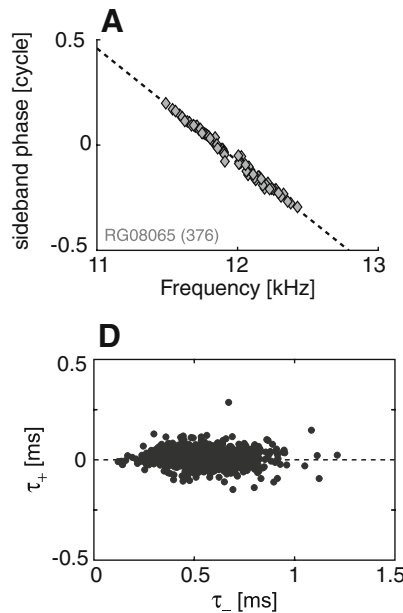 A
0.5
sideband phase [cycle]
0
-0.5
RG08065 (376)
11
12
13
Frequency [kHz]
D
0.5
τ+ [ms]
0
-0.5
0
0.5
1
1.5
τ− [ms]